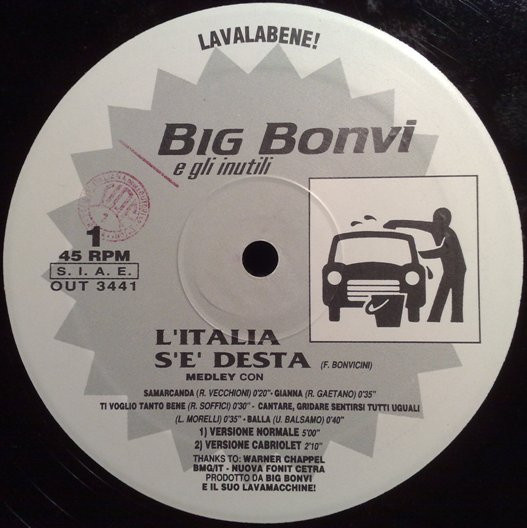 LAVALABENE!
BIG BONVI
e gli inutili
1
45 RPM
S. I. A. E.
OUT 3441
L'ITALIA
S'E' DESTA (F. BONVICINI)
MEDLEY CON
SAMARCANDA (R. VECCHIONI) 0'20" - GIANNA (R. GAETANO) 0'35"
TI VOGLIO TANTO BENE (R. SOFFICI) 0'30" - CANTARE, GRIDARE SENTIRSI TUTTI UGUALI
(L. MORELLI) 0'35" - BALLA (U. BALSAMO) 0'40"
1) VERSIONE NORMALE 5'00"
2) VERSIONE CABRIOLET 2'10"
THANKS TO: WARNER CHAPPEL
BMG/IT - NUOVA FONIT CETRA
PRODOTTO DA BIG BONVI
E IL SUO LAVAMACCHINE!